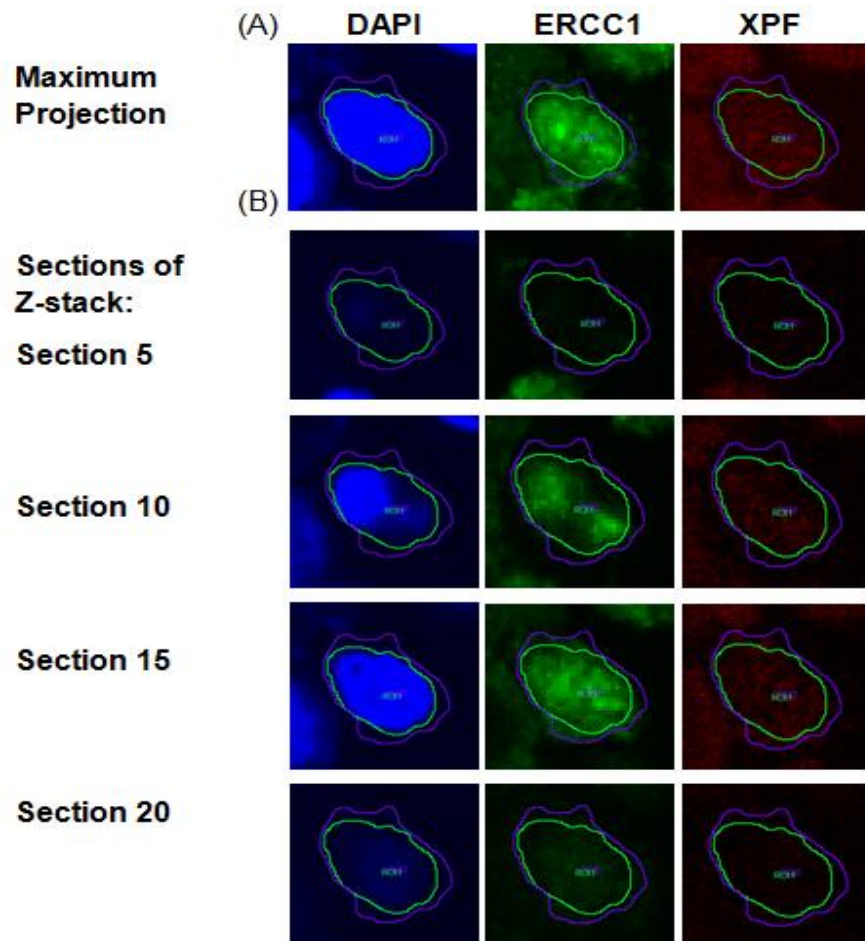 (A) DAPI ERCC1 XPF
Maximum
Projection
(B)
Sections of
Z-stack:
Section 5
Section 10
Section 15
Section 20